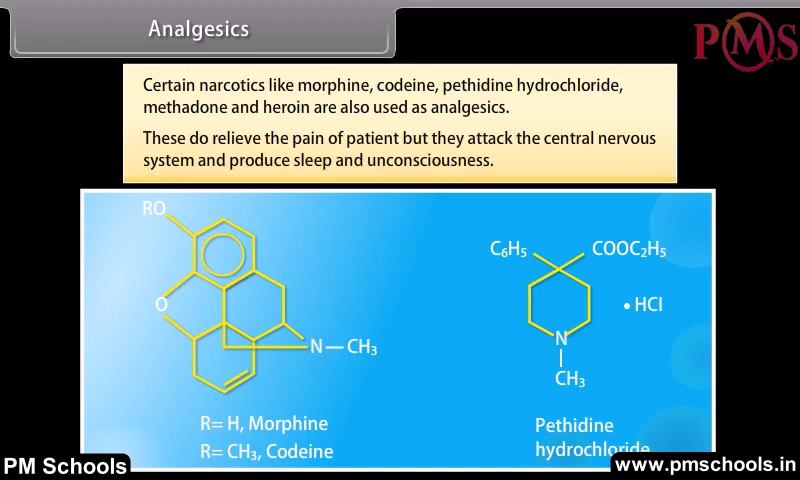 Analgesics
PMS
Certain narcotics like morphine, codeine, pethidine hydrochloride,
methadone and heroin are also used as analgesics.
These do relieve the pain of patient but they attack the central nervous
system and produce sleep and unconsciousness.
RO
O
N — CH₃
R= H, Morphine
R= CH₃, Codeine
C₆H₅
COOC₂H₅
• HCl
N
CH₃
Pethidine
hydrochloride
PM Schools
www.pmschools.in